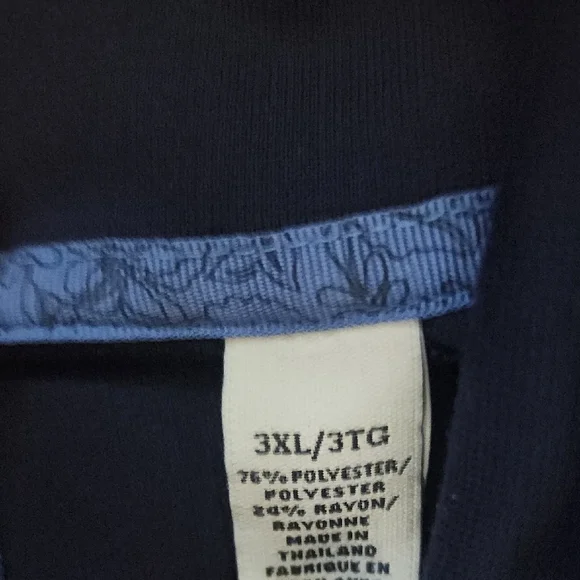 3XL/3TG
76% POLYESTER/
POLYESTER
24% RAYON/
RAYONNE
MADE IN
THAILAND
FABRIQUE EN